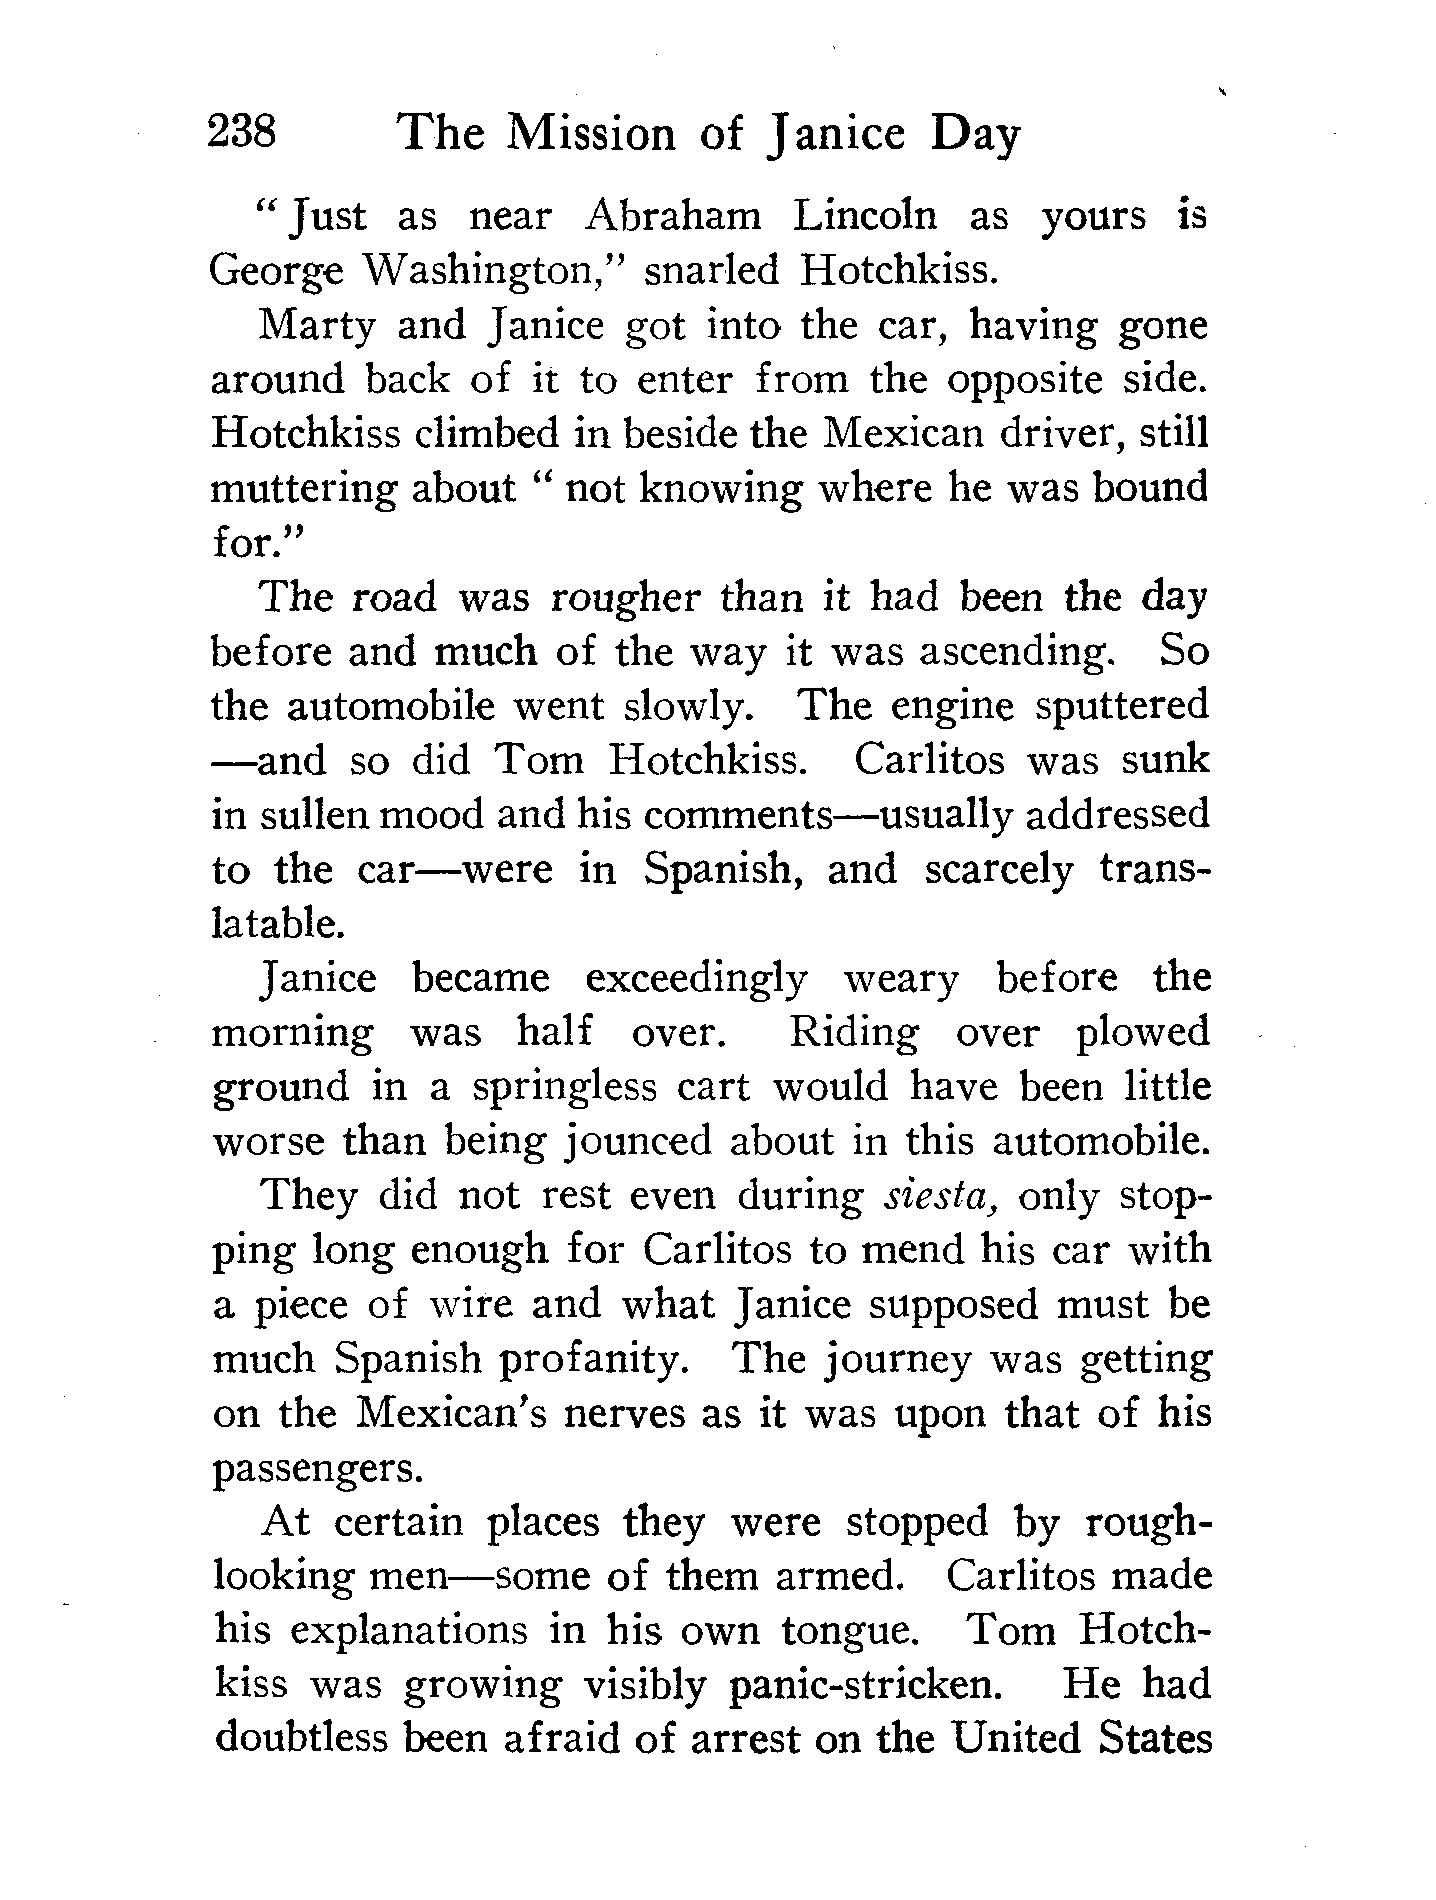 238 The Mission of Janice Day
“ Just as near Abraham Lincoln as yours is
George Washington,” snarled Hotchkiss.
Marty and Janice got into the car, having gone
around back of it to enter from the opposite side.
Hotchkiss climbed in beside the Mexican driver, still
muttering about “ not knowing where he was bound
for.”
The road was rougher than it had been the day
before and much of the way it was ascending. So
the automobile went slowly. The engine sputtered
—and so did Tom Hotchkiss. Carlitos was sunk
in sullen mood and his comments—usually addressed
to the car—were in Spanish, and scarcely trans-
latable.
Janice became exceedingly weary before the
morning was half over. Riding over plowed
ground in a springless cart would have been little
worse than being jounced about in this automobile.
They did not rest even during siesta, only stop-
ping long enough for Carlitos to mend his car with
a piece of wire and what Janice supposed must be
much Spanish profanity. The journey was getting
on the Mexican's nerves as it was upon that of his
passengers.
At certain places they were stopped by rough-
looking men—some of them armed. Carlitos made
his explanations in his own tongue. Tom Hotch-
kiss was growing visibly panic-stricken. He had
doubtless been afraid of arrest on the United States